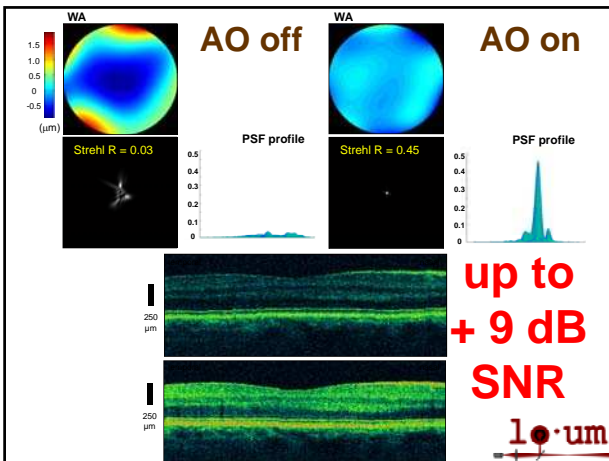 WA
AO off
WA
AO on
1.5
1.0
0.5
0
-0.5
(µm)
Strehl R = 0.03
PSF profile
0.5
0.4
0.3
0.2
0.1
0
Strehl R = 0.45
PSF profile
0.5
0.4
0.3
0.2
0.1
0
250
µm
up to
+ 9 dB
SNR
250
µm
lo·um